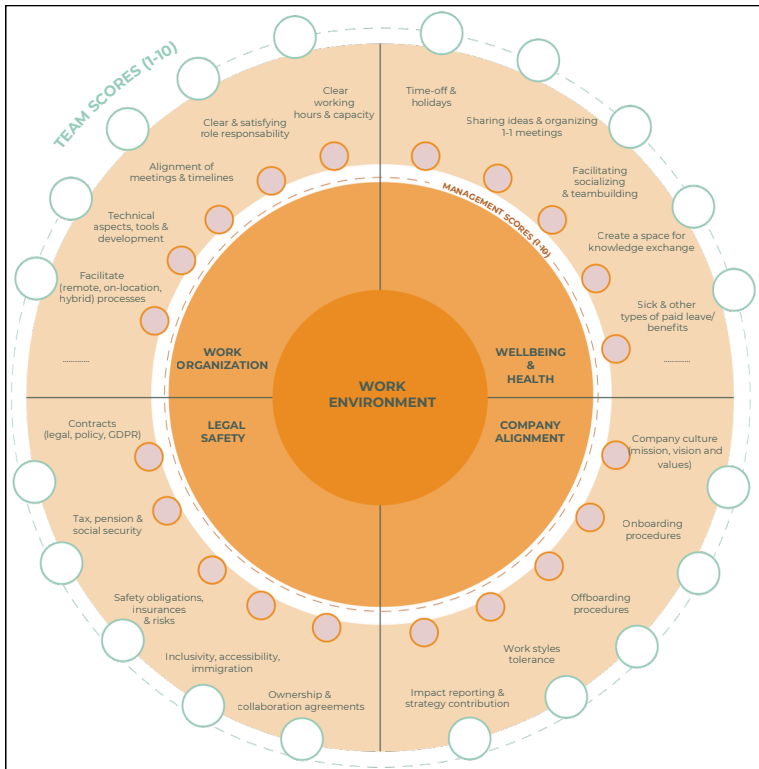 TEAM SCORES (1-10)
Clear
working
hours & capacity
Clear & satisfying
role responsability
Alignment of
meetings & timelines
Technical
aspects, tools &
development
Facilitate
(remote, on-location,
hybrid) processes
..............
Time-off &
holidays
Sharing ideas & organizing
1-1 meetings
Facilitating
socializing
& teambuilding
Create a space for
knowledge exchange
Sick & other
types of paid leave/
benefits
..............
MANAGEMENT SCORES (1-10)
WORK
ORGANIZATION
WELLBEING
&
HEALTH
WORK
ENVIRONMENT
LEGAL
SAFETY
COMPANY
ALIGNMENT
Contracts
(legal, policy, GDPR)
Tax, pension &
social security
Safety obligations,
insurances
& risks
Inclusivity, accessibility,
immigration
Ownership &
collaboration agreements
Company culture
(mission, vision and
values)
Onboarding
procedures
Offboarding
procedures
Work styles
tolerance
Impact reporting &
strategy contribution